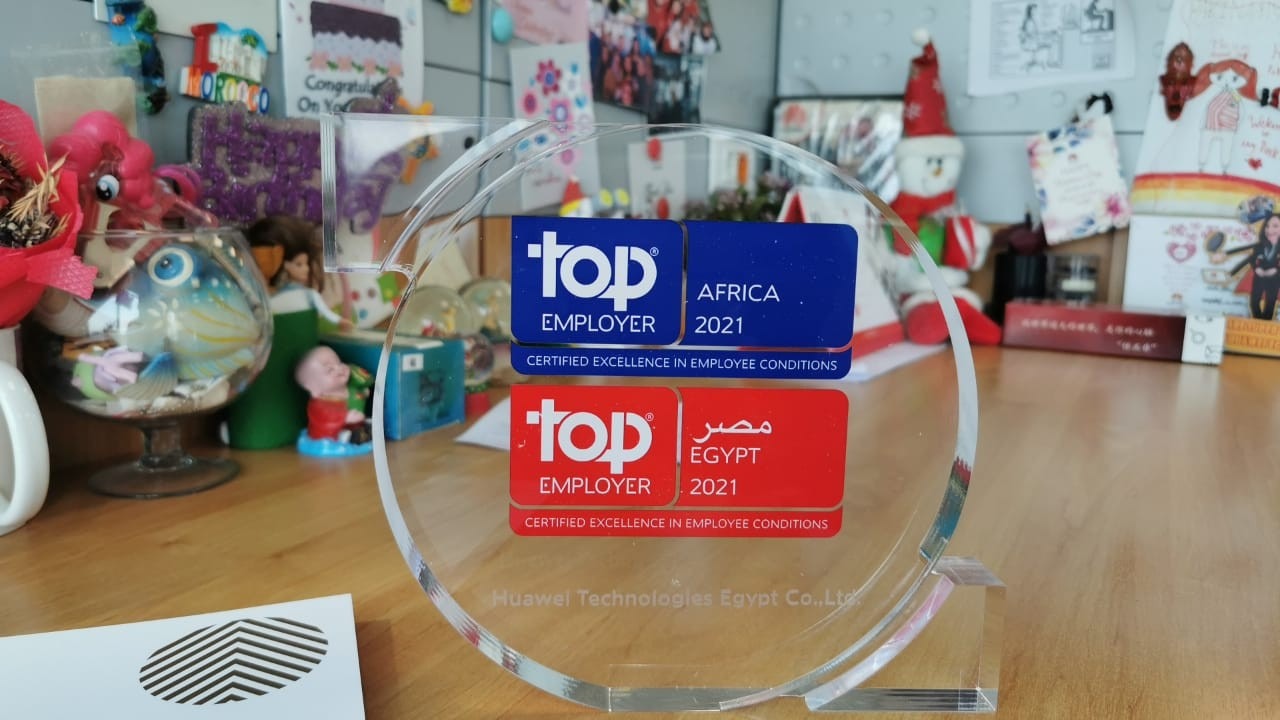 I
MOROCCO
Congratula
On Yo
top®
EMPLOYER
AFRICA
2021
CERTIFIED EXCELLENCE IN EMPLOYEE CONDITIONS
top®
EMPLOYER
مصر
EGYPT
2021
CERTIFIED EXCELLENCE IN EMPLOYEE CONDITIONS
Huawei Technologies Egypt Co.,Ltd.